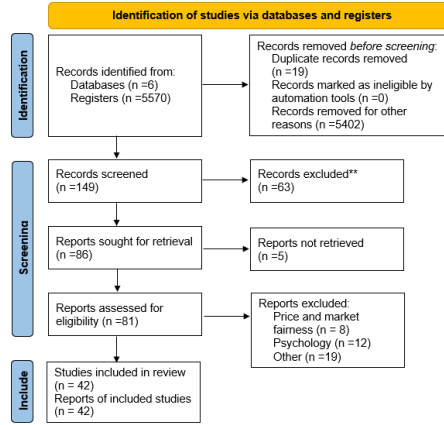 Identification of studies via databases and registers
Identification
Records identified from:
Databases (n =6)
Registers (n =5570)
Records removed before screening:
Duplicate records removed
(n =19)
Records marked as ineligible by
automation tools (n =0)
Records removed for other
reasons (n =5402)
Screening
Records screened
(n =149)
Records excluded**
(n =63)
Reports sought for retrieval
(n =86)
Reports not retrieved
(n =5)
Reports assessed for
eligibility (n =81)
Reports excluded:
Price and market
fairness (n = 8)
Psychology (n =12)
Other (n =19)
Include
Studies included in review
(n = 42)
Reports of included studies
(n = 42)